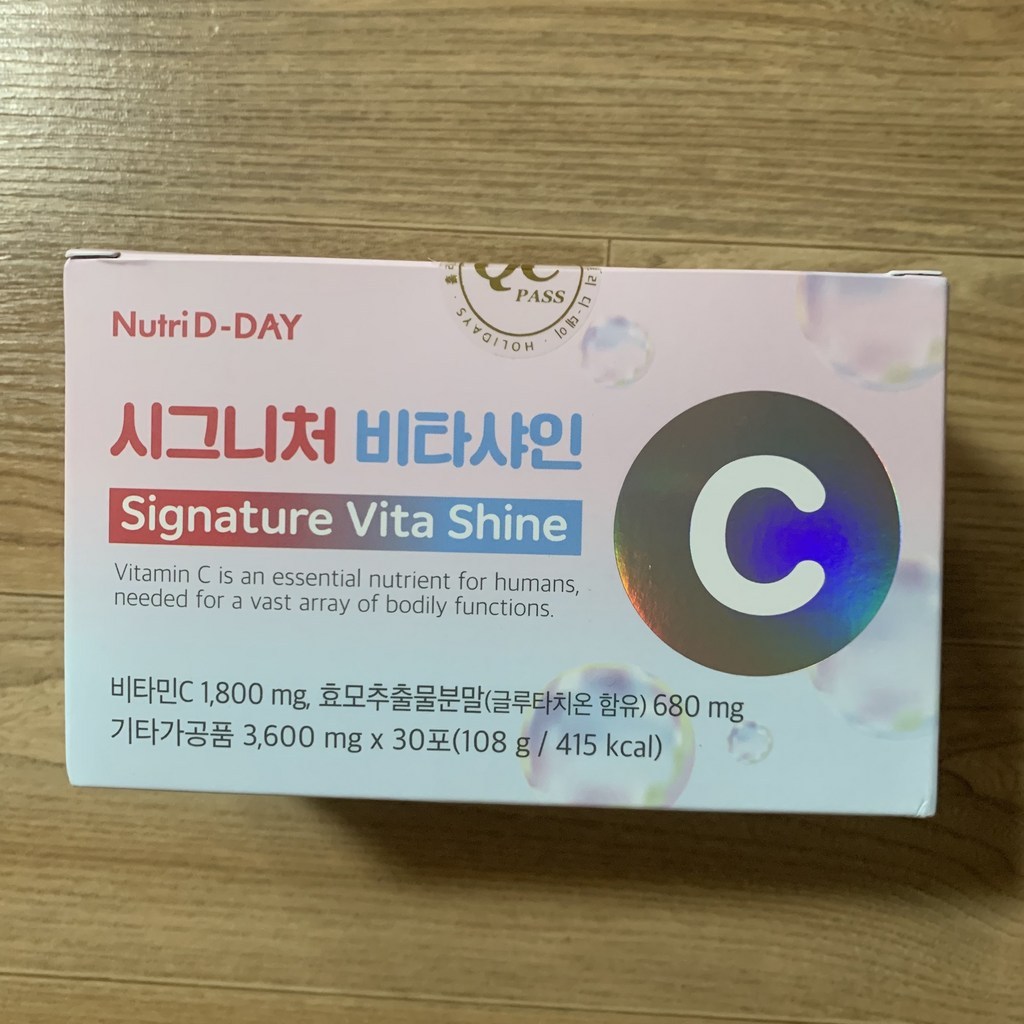 PASS
HOLIDAYS
Nutri D-DAY
시그니처 비타샤인
Signature Vita Shine
C
Vitamin C is an essential nutrient for humans,
needed for a vast array of bodily functions.
비타민C 1,800 mg, 효모추출물분말(글루타치온 함유) 680 mg
기타가공품 3,600 mg x 30포(108 g / 415 kcal)